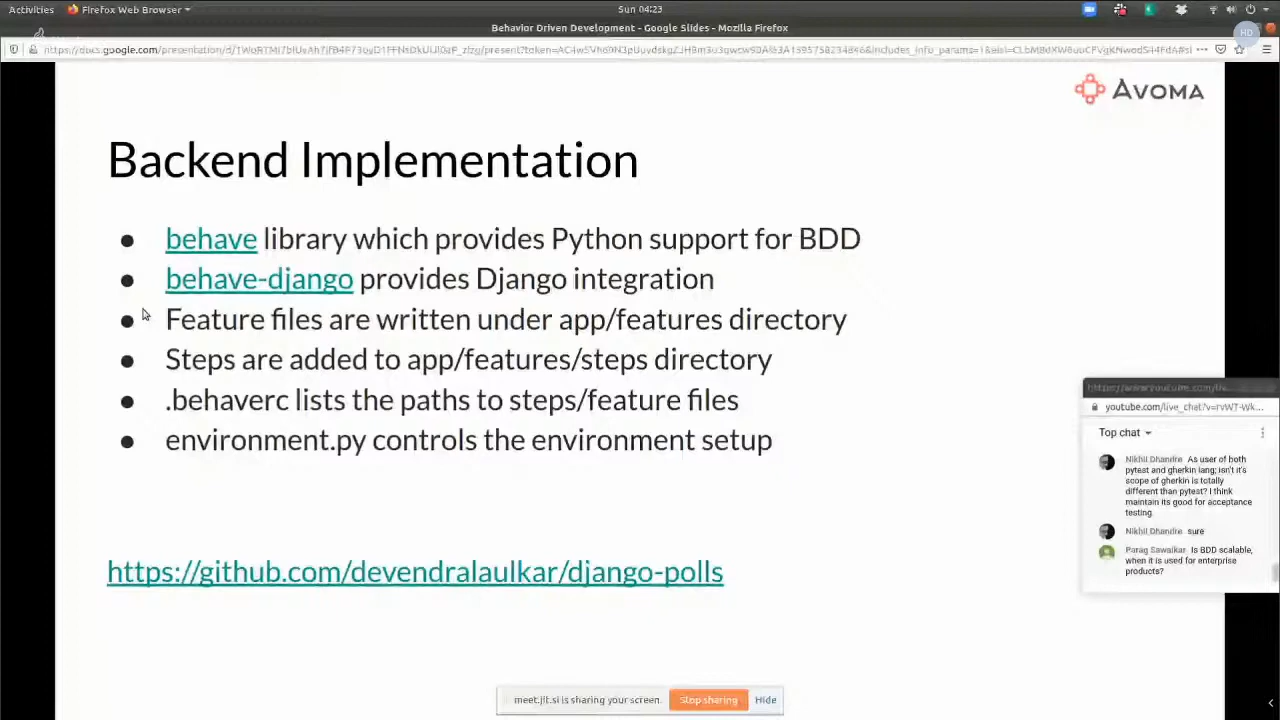 Activities
Firefox Web Browser
Sun 04:23
Behavior Driven Development - Google Slides - Mozilla Firefox
HD
AVOMA
Backend Implementation
● behave library which provides Python support for BDD
● behave-django provides Django integration
● Feature files are written under app/features directory
● Steps are added to app/features/steps directory
● .behaverc lists the paths to steps/feature files
● environment.py controls the environment setup
https://github.com/devendralaulkar/django-polls
Top chat
Nikhil Dhandre As user of both
pytest and gherkin lang; isn't it's
scope of gherkin is totally
different than pytest? I think
maintain its good for acceptance
testing.
Nikhil Dhandre sure
Parag Sawalkar Is BDD scalable,
when it is used for enterprise
products?
meet.jit.si is sharing your screen.
Stop sharing
Hide